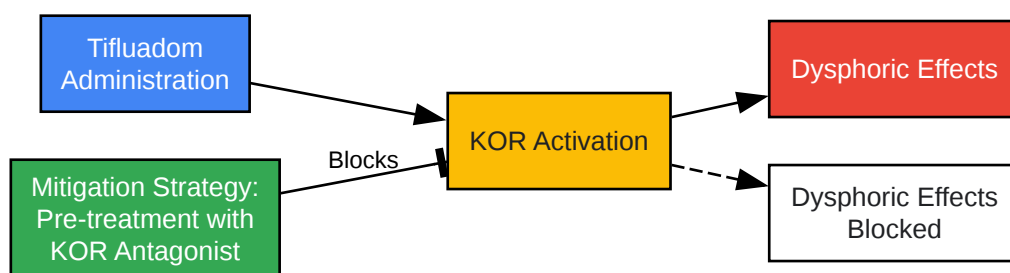 Tifluadom
Administration
Mitigation Strategy:
Pre-treatment with
KOR Antagonist
Blocks
KOR Activation
Dysphoric Effects
Dysphoric Effects
Blocked